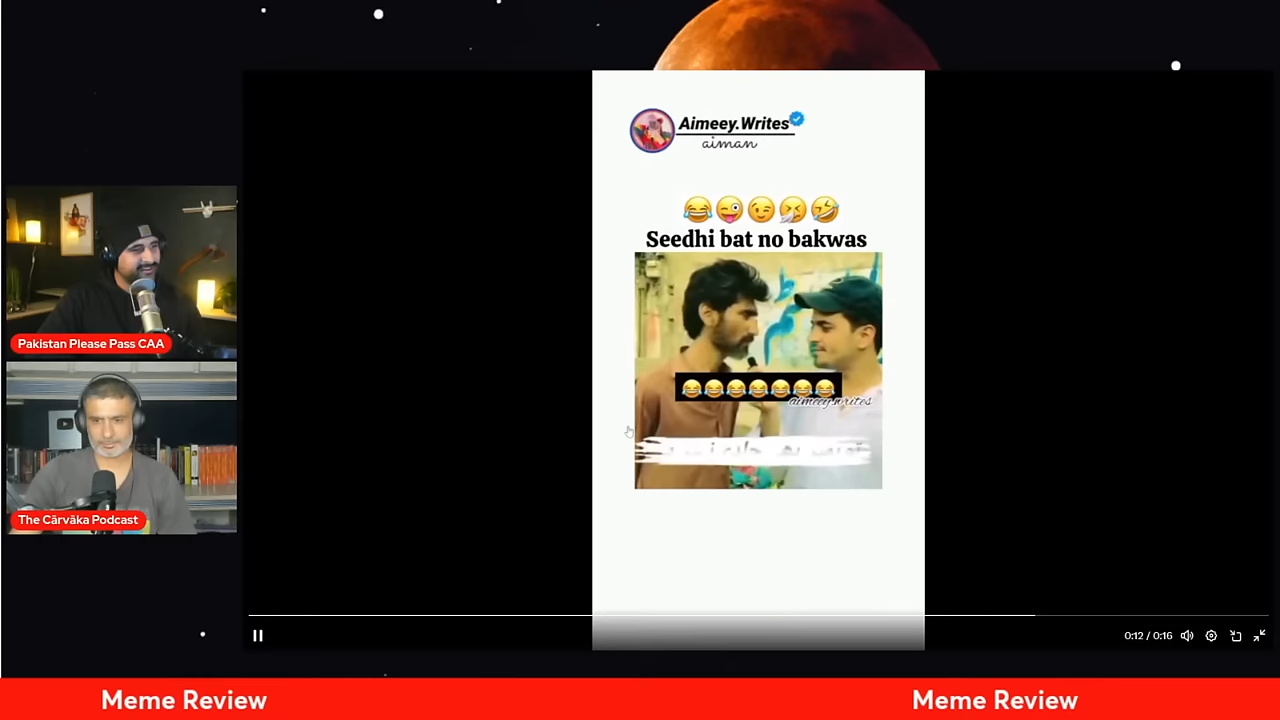 Aimeey.Writes
aiman
😂😜😉🤧🤣
Seedhi bat no bakwas
😂😂😂😂😂😂😂
aimeey.writes
Pakistan Please Pass CAA
The Cārvāka Podcast
0:12 / 0:16
Meme Review
Meme Review